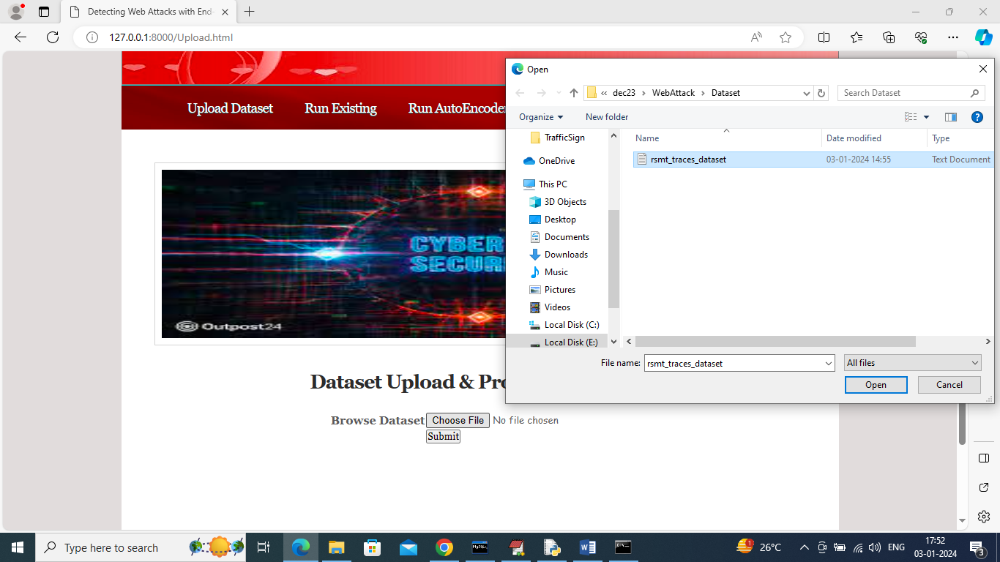 Detecting Web Attacks with End-
127.0.0.1:8000/Upload.html
Upload Dataset Run Existing Run AutoEncoder
CYBER
SECUR
Outpost24
Dataset Upload & Pro
Browse Dataset Choose File No file chosen
Submit
Open
« dec23 > WebAttack > Dataset
Search Dataset
Organize New folder
TrafficSign
OneDrive
This PC
3D Objects
Desktop
Documents
Downloads
Music
Pictures
Videos
Local Disk (C:)
Local Disk (E:)
Name Date modified Type
rsmt_traces_dataset 03-01-2024 14:55 Text Document
File name: rsmt_traces_dataset All files
Open Cancel
Type here to search
26°C
ENG
17:52
03-01-2024
3